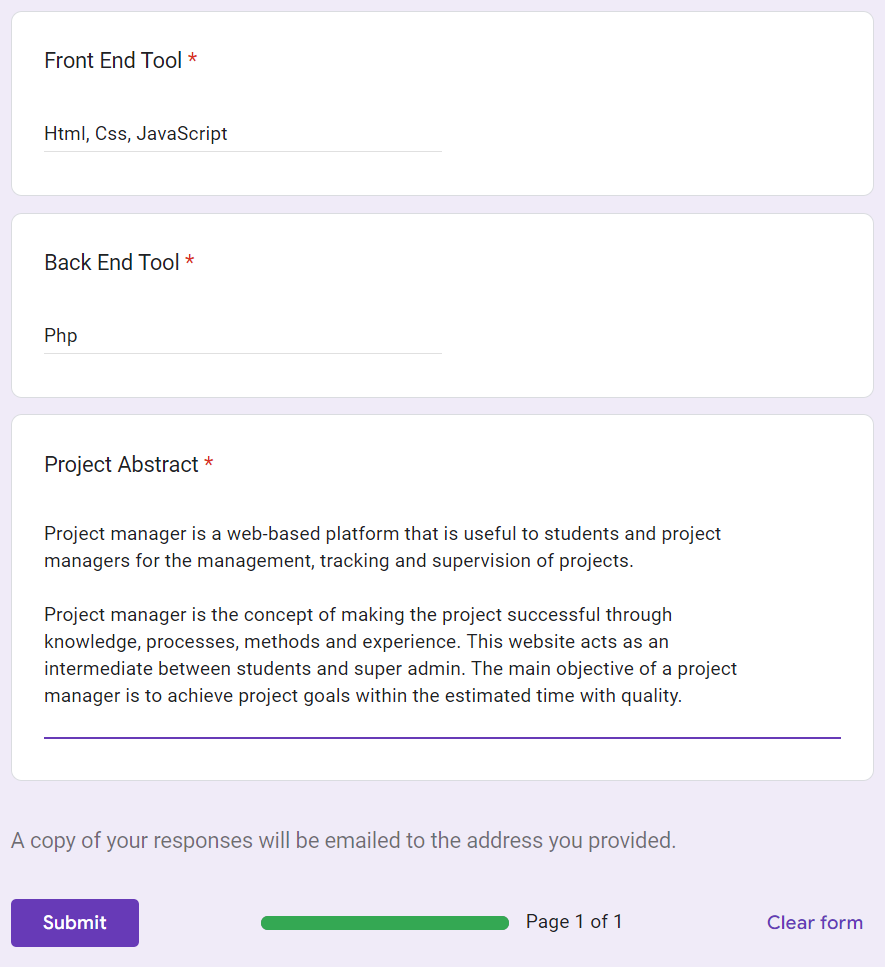 Front End Tool *
Html, Css, JavaScript
Back End Tool *
Php
Project Abstract *
Project manager is a web-based platform that is useful to students and project
managers for the management, tracking and supervision of projects.
Project manager is the concept of making the project successful through
knowledge, processes, methods and experience. This website acts as an
intermediate between students and super admin. The main objective of a project
manager is to achieve project goals within the estimated time with quality.
A copy of your responses will be emailed to the address you provided.
Submit
Page 1 of 1
Clear form